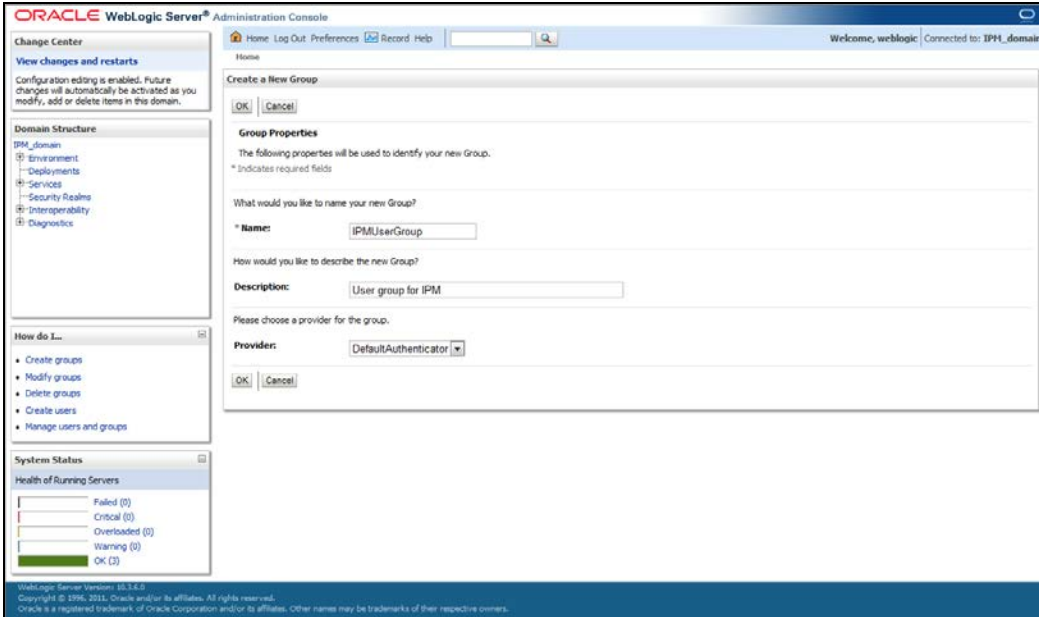 ORACLE WebLogic Server® Administration Console
Change Center
View changes and restarts
Configuration editing is enabled. Future
changes will automatically be activated as you
modify, add or delete items in this domain.
Domain Structure
IPM_domain
Environment
Deployments
Services
Security Realms
Interoperability
Diagnostics
How do I...
Create groups
Modify groups
Delete groups
Create users
Manage users and groups
System Status
Health of Running Servers
Failed (0)
Critical (0)
Overloaded (0)
Warning (0)
OK (3)
Home Log Out Preferences Record Help
Welcome, weblogic Connected to: IPM_domain
Home
Create a New Group
OK Cancel
Group Properties
The following properties will be used to identify your new Group.
* Indicates required fields
What would you like to name your new Group?
* Name: IPMUserGroup
How would you like to describe the new Group?
Description: User group for IPM
Please choose a provider for the group.
Provider: DefaultAuthenticator
OK Cancel
WebLogic Server Version: 10.3.6.0
Copyright © 1996, 2011, Oracle and/or its affiliates. All rights reserved.
Oracle is a registered trademark of Oracle Corporation and/or its affiliates. Other names may be trademarks of their respective owners.